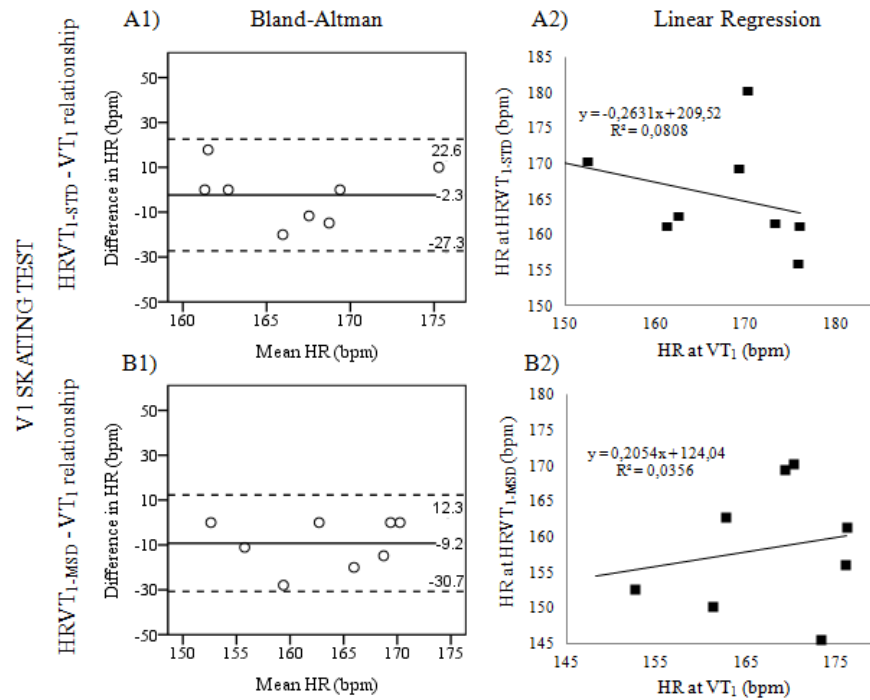 A1)
Bland-Altman
A2)
Linear Regression
V1 SKATING TEST
HRVT1-STD - VT1 relationship
Difference in HR (bpm)
50
30
10
-10
-30
-50
22.6
-2.3
-27.3
160
165
170
175
Mean HR (bpm)
HR at HRVT1-STD
(bpm)
185
180
175
170
165
160
155
150
y = -0,2631x + 209,52
R² = 0,0808
150
160
170
180
HR at VT1 (bpm)
B1)
B2)
HRVT1-MSD - VT1 relationship
Difference in HR (bpm)
50
30
10
-10
-30
-50
12.3
-9.2
-30.7
150
155
160
165
170
175
Mean HR (bpm)
HR at HRVT1-MSD (bpm)
180
175
170
165
160
155
150
145
y = 0,2054x + 124,04
R² = 0,0356
145
155
165
175
HR at VT1 (bpm)